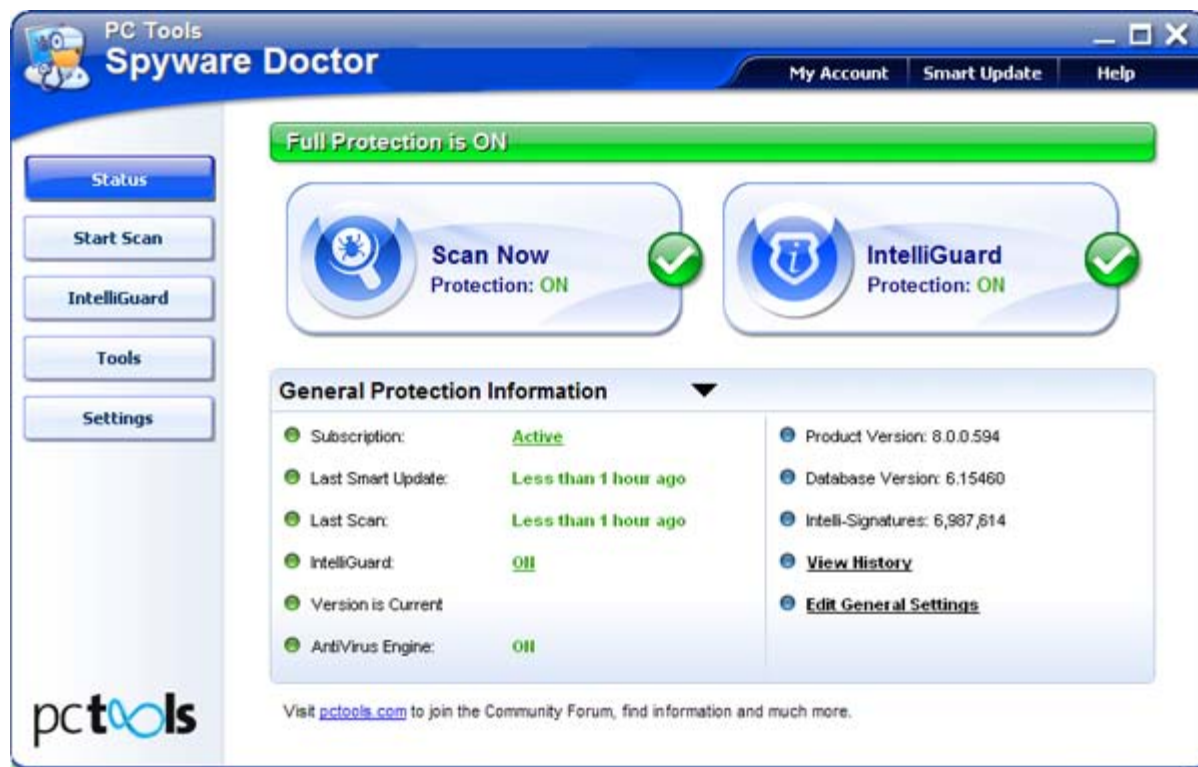 PC Tools
Spyware Doctor
My Account Smart Update Help
Full Protection is ON
Status
Start Scan
IntelliGuard
Tools
Settings
Scan Now
Protection: ON
IntelliGuard
Protection: ON
General Protection Information
Subscription: Active
Last Smart Update: Less than 1 hour ago
Last Scan: Less than 1 hour ago
IntelliGuard: On
Version is Current
AntiVirus Engine: On
Product Version: 8.0.0.594
Database Version: 6.15460
Intelli-Signatures: 6,987,614
View History
Edit General Settings
pctools
Visit pctools.com to join the Community Forum, find information and much more.